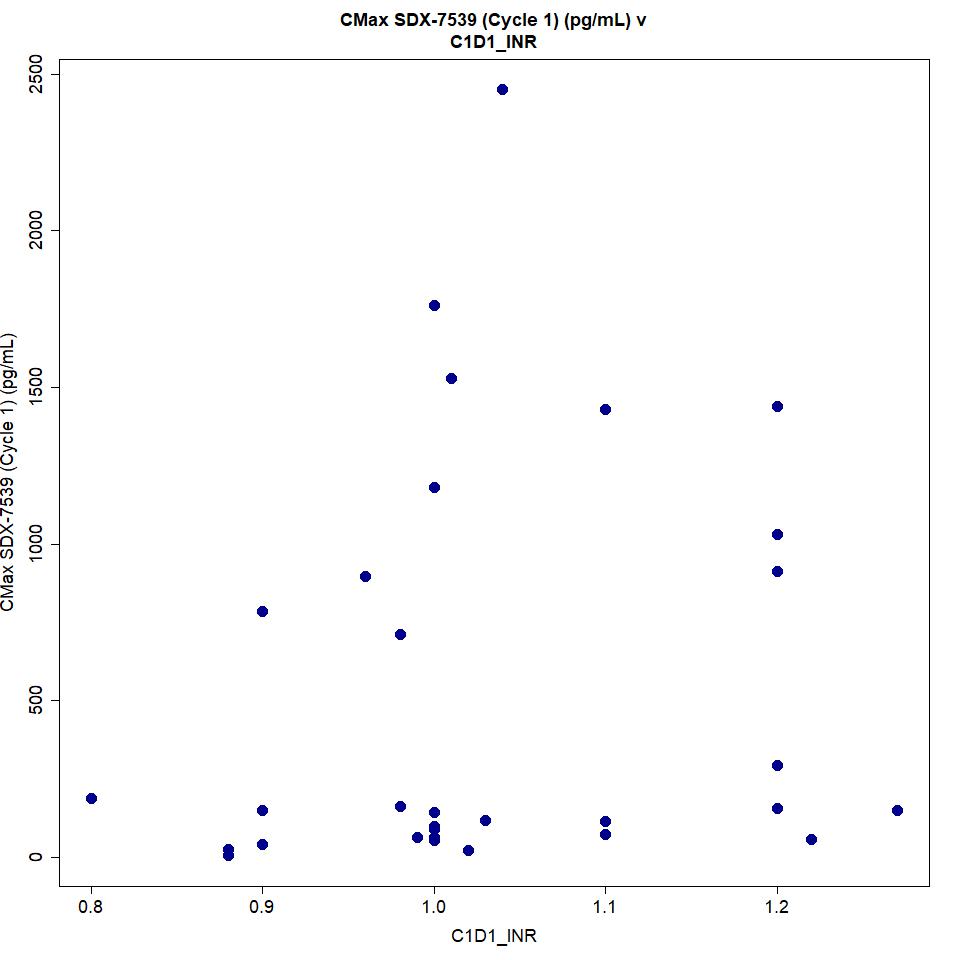 CMax SDX-7539 (Cycle 1) (pg/mL) v
C1D1_INR
2500
2000
1500
1000
500
0
CMax SDX-7539 (Cycle 1) (pg/mL)
0.8 0.9 1.0 1.1 1.2
C1D1_INR